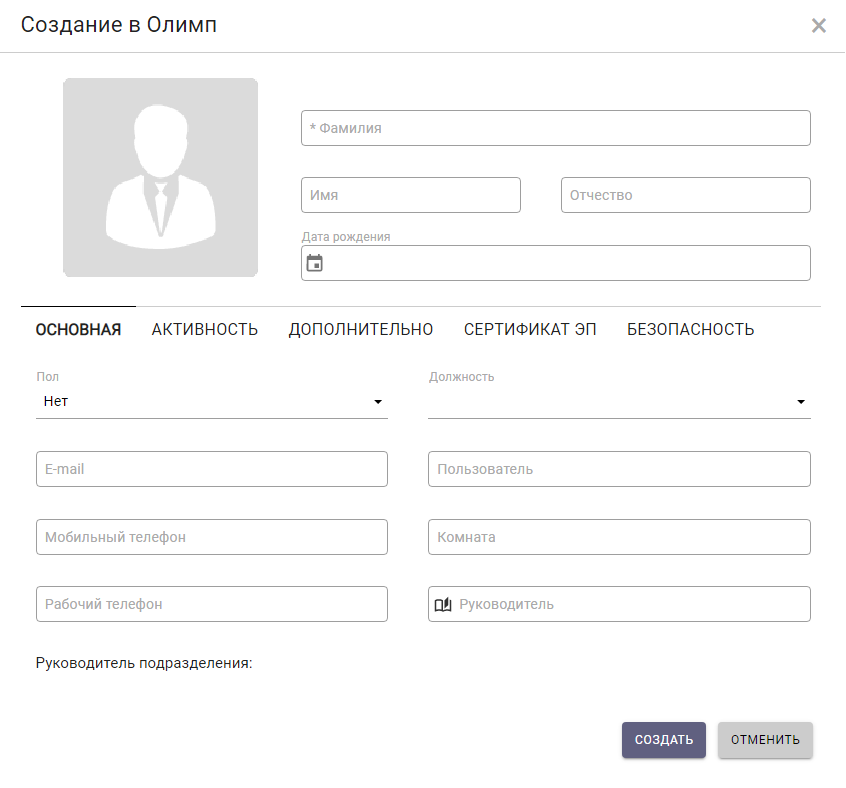 Создание в Олимп
* Фамилия
Имя
Отчество
Дата рождения
ОСНОВНАЯ
АКТИВНОСТЬ
ДОПОЛНИТЕЛЬНО
СЕРТИФИКАТ ЭП
БЕЗОПАСНОСТЬ
Пол
Должность
Нет
E-mail
Пользователь
Мобильный телефон
Комната
Рабочий телефон
Руководитель
Руководитель подразделения:
СОЗДАТЬ
ОТМЕНИТЬ